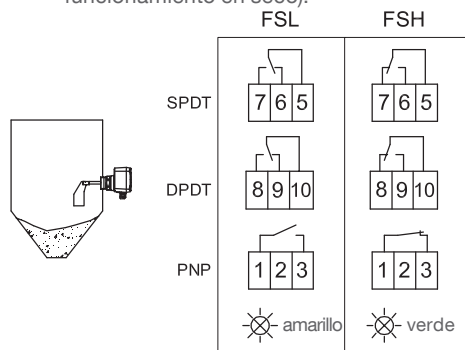 funcionamiento en seco).
FSL FSH
SPDT 7 6 5 7 6 5
DPDT 8 9 10 8 9 10
PNP 1 2 3 1 2 3
amarillo verde